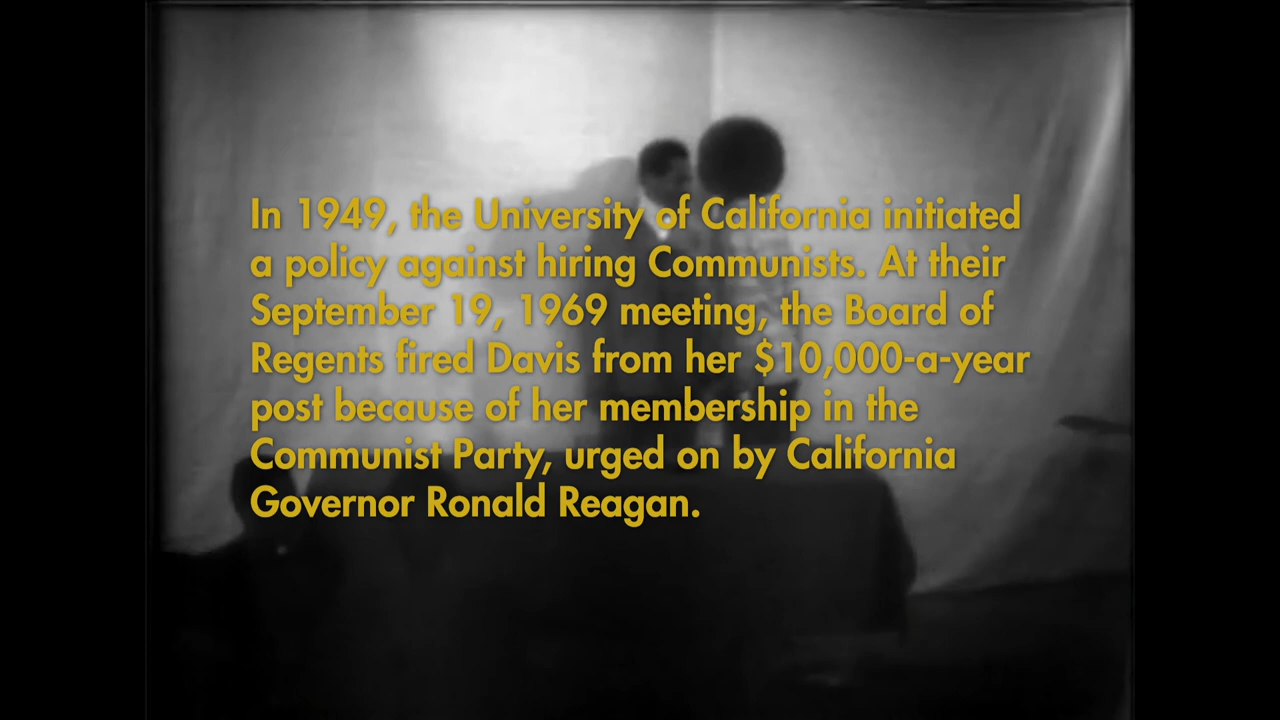 In 1949, the University of California initiated
a policy against hiring Communists. At their
September 19, 1969 meeting, the Board of
Regents fired Davis from her $10,000-a-year
post because of her membership in the
Communist Party, urged on by California
Governor Ronald Reagan.